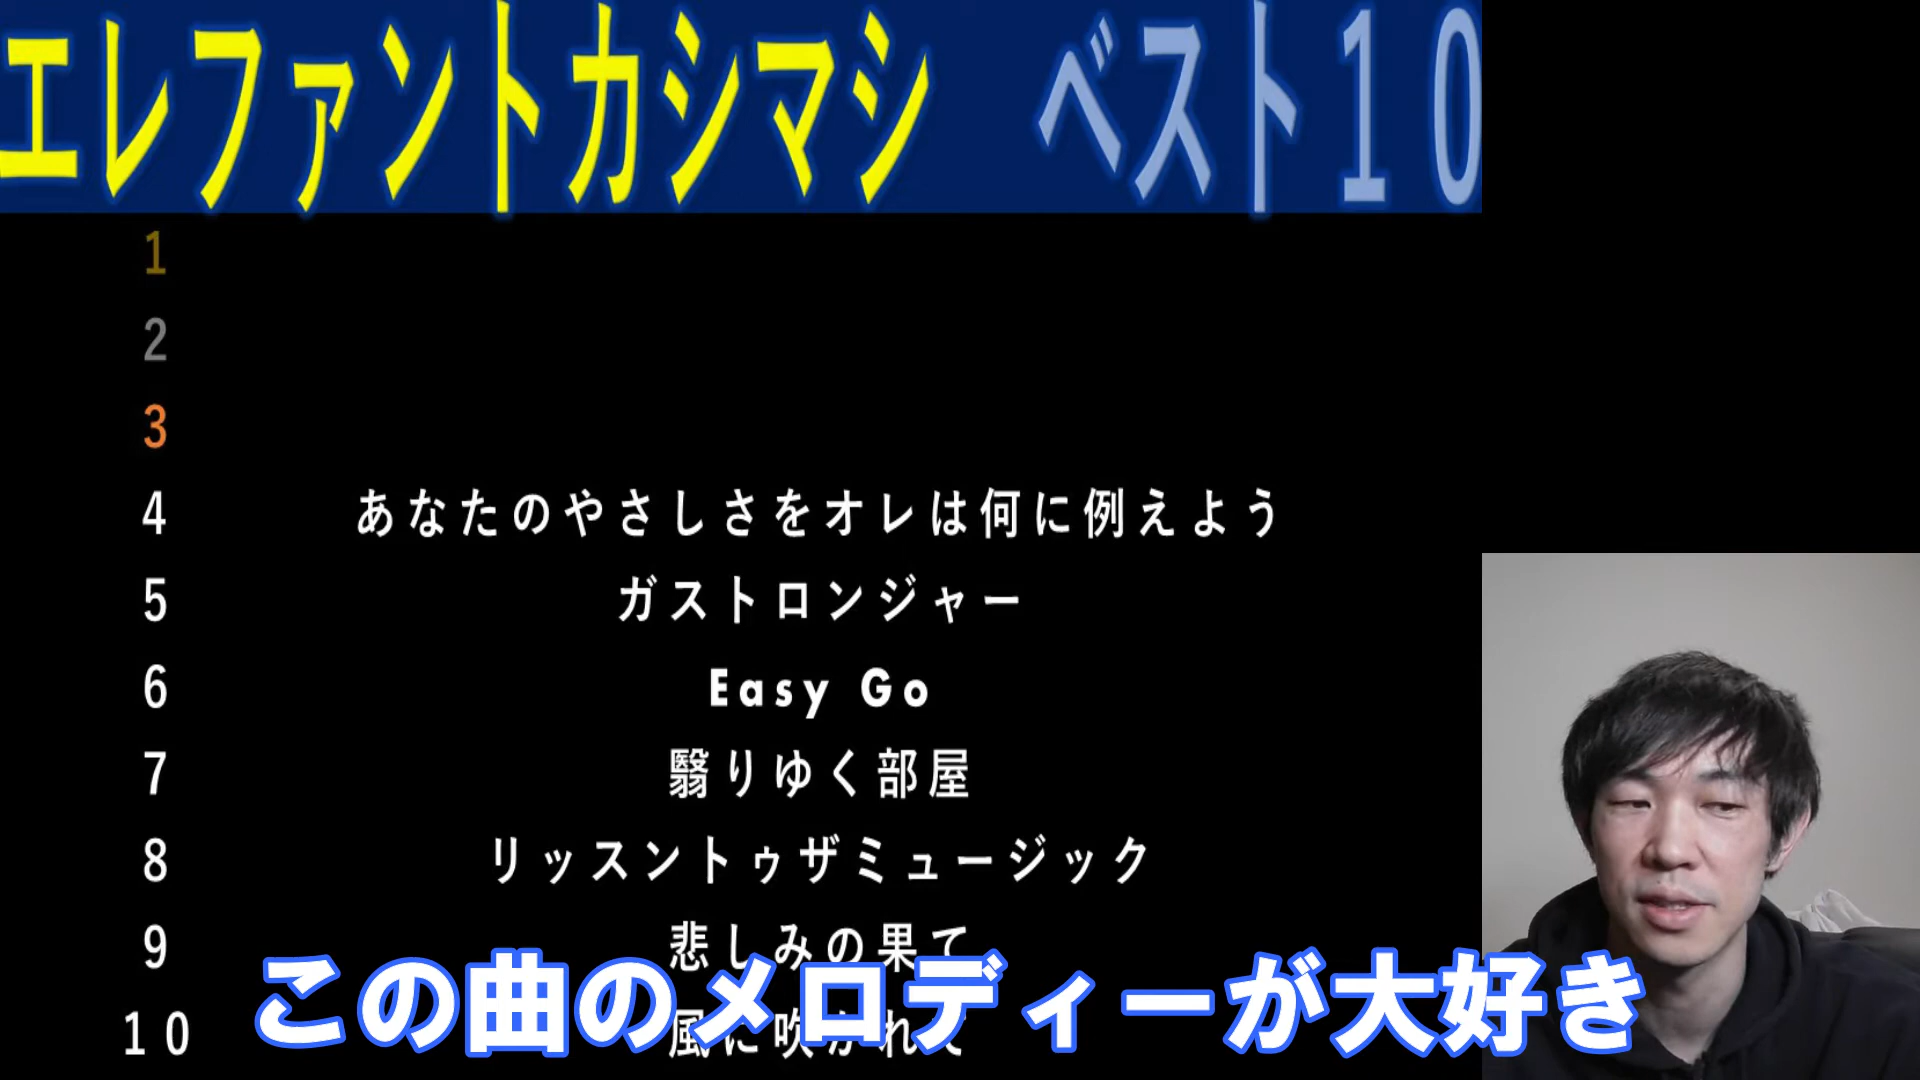 エレファントカシマシ ベスト10
1
2
3
4 あなたのやさしさをオレは何に例えよう
5 ガストロンジャー
6 Easy Go
7 翳りゆく部屋
8 リッスントゥザミュージック
9 悲しみの果て
10 風に吹かれて
この曲のメロディーが大好き